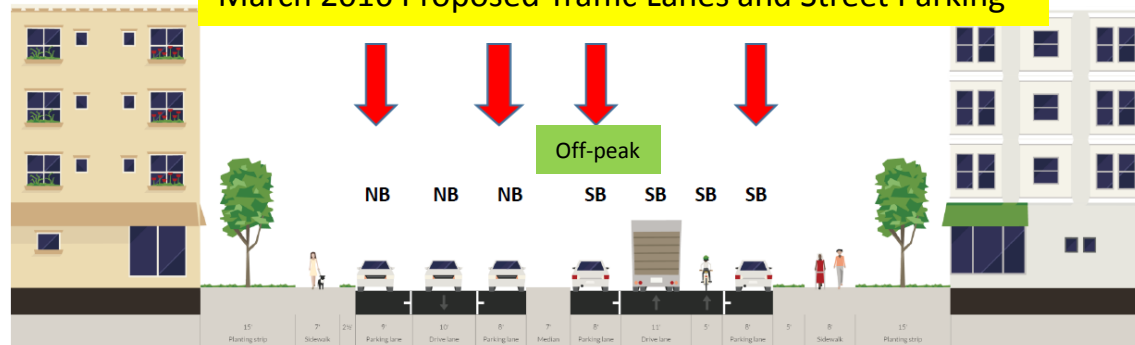 March 2016 Proposed Traffic Lanes and Street Parking
Off-peak
NB NB NB SB SB SB SB
15' 7' 2½' 9' 10' 8' 7' 8' 11' 5' 8' 5' 8' 15'
Planting strip Sidewalk Parking lane Drive lane Parking lane Median Parking lane Drive lane Parking lane Sidewalk Planting strip